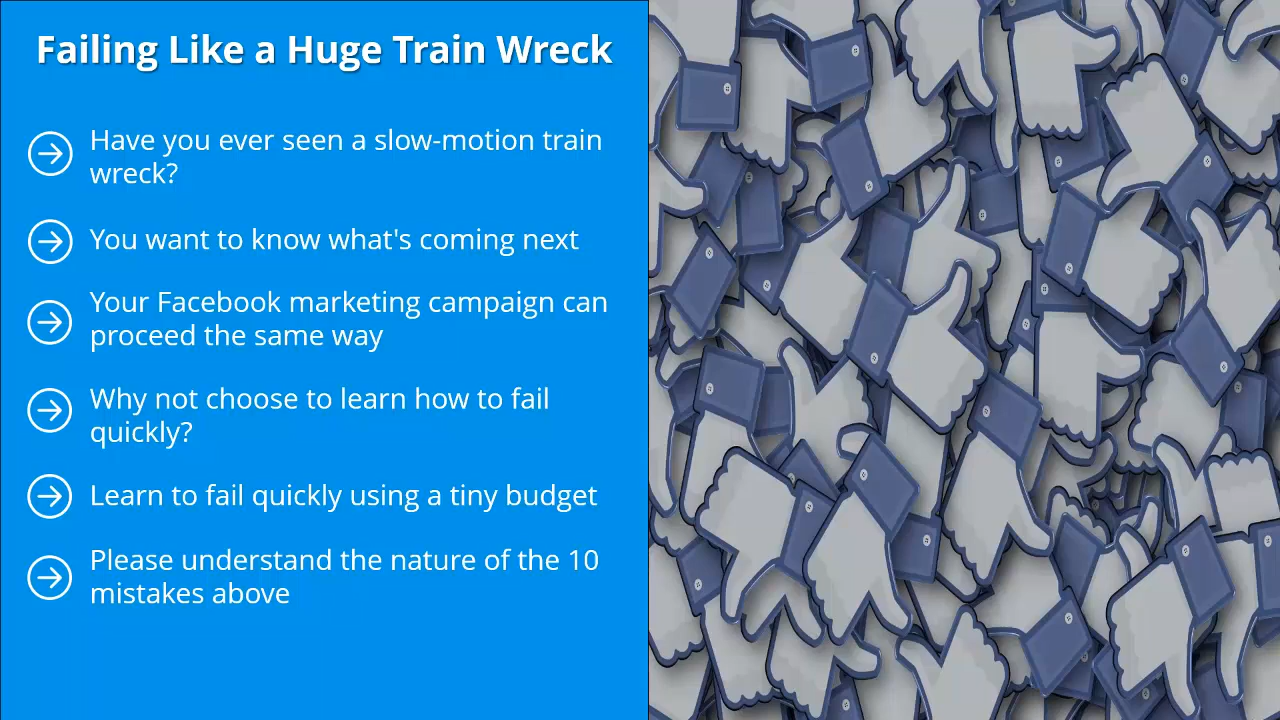 Failing Like a Huge Train Wreck
Have you ever seen a slow-motion train
wreck?
You want to know what's coming next
Your Facebook marketing campaign can
proceed the same way
Why not choose to learn how to fail
quickly?
Learn to fail quickly using a tiny budget
Please understand the nature of the 10
mistakes above